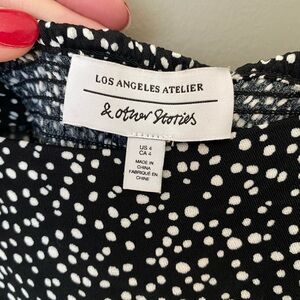 LOS ANGELES ATELIER
& other Stories
US 4
CA 4
MADE IN
CHINA
FABRIQUÉ EN
CHINE